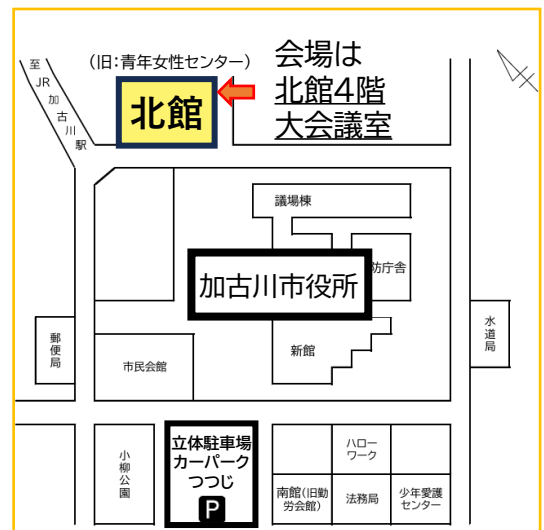 至
JR
加
古
川
駅
(旧:青年女性センター)
北館
会場は
北館4階
大会議室
議場棟
防庁舎
加古川市役所
新館
郵便局
市民会館
水道局
小柳公園
立体駐車場
カーパーク
つつじ
P
ハロー
ワーク
南館(旧勤
労会館)
法務局
少年愛護
センター